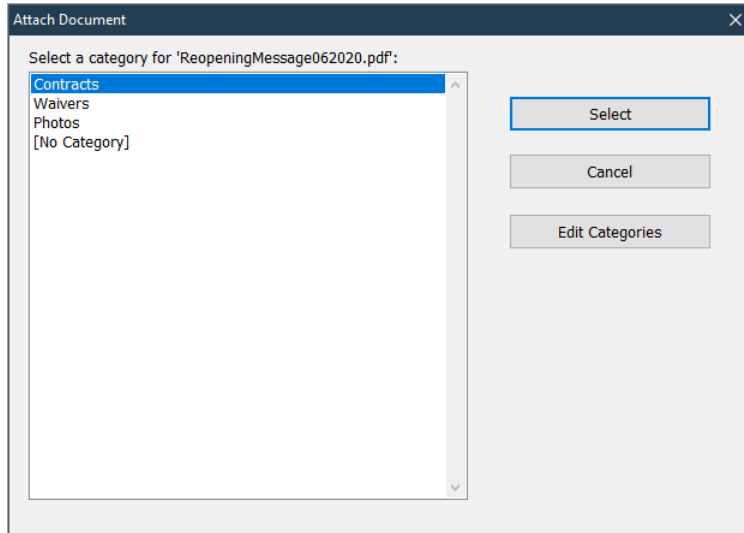 Attach Document
Select a category for 'ReopeningMessage062020.pdf':
Contracts
Waivers
Photos
[No Category]
Select
Cancel
Edit Categories